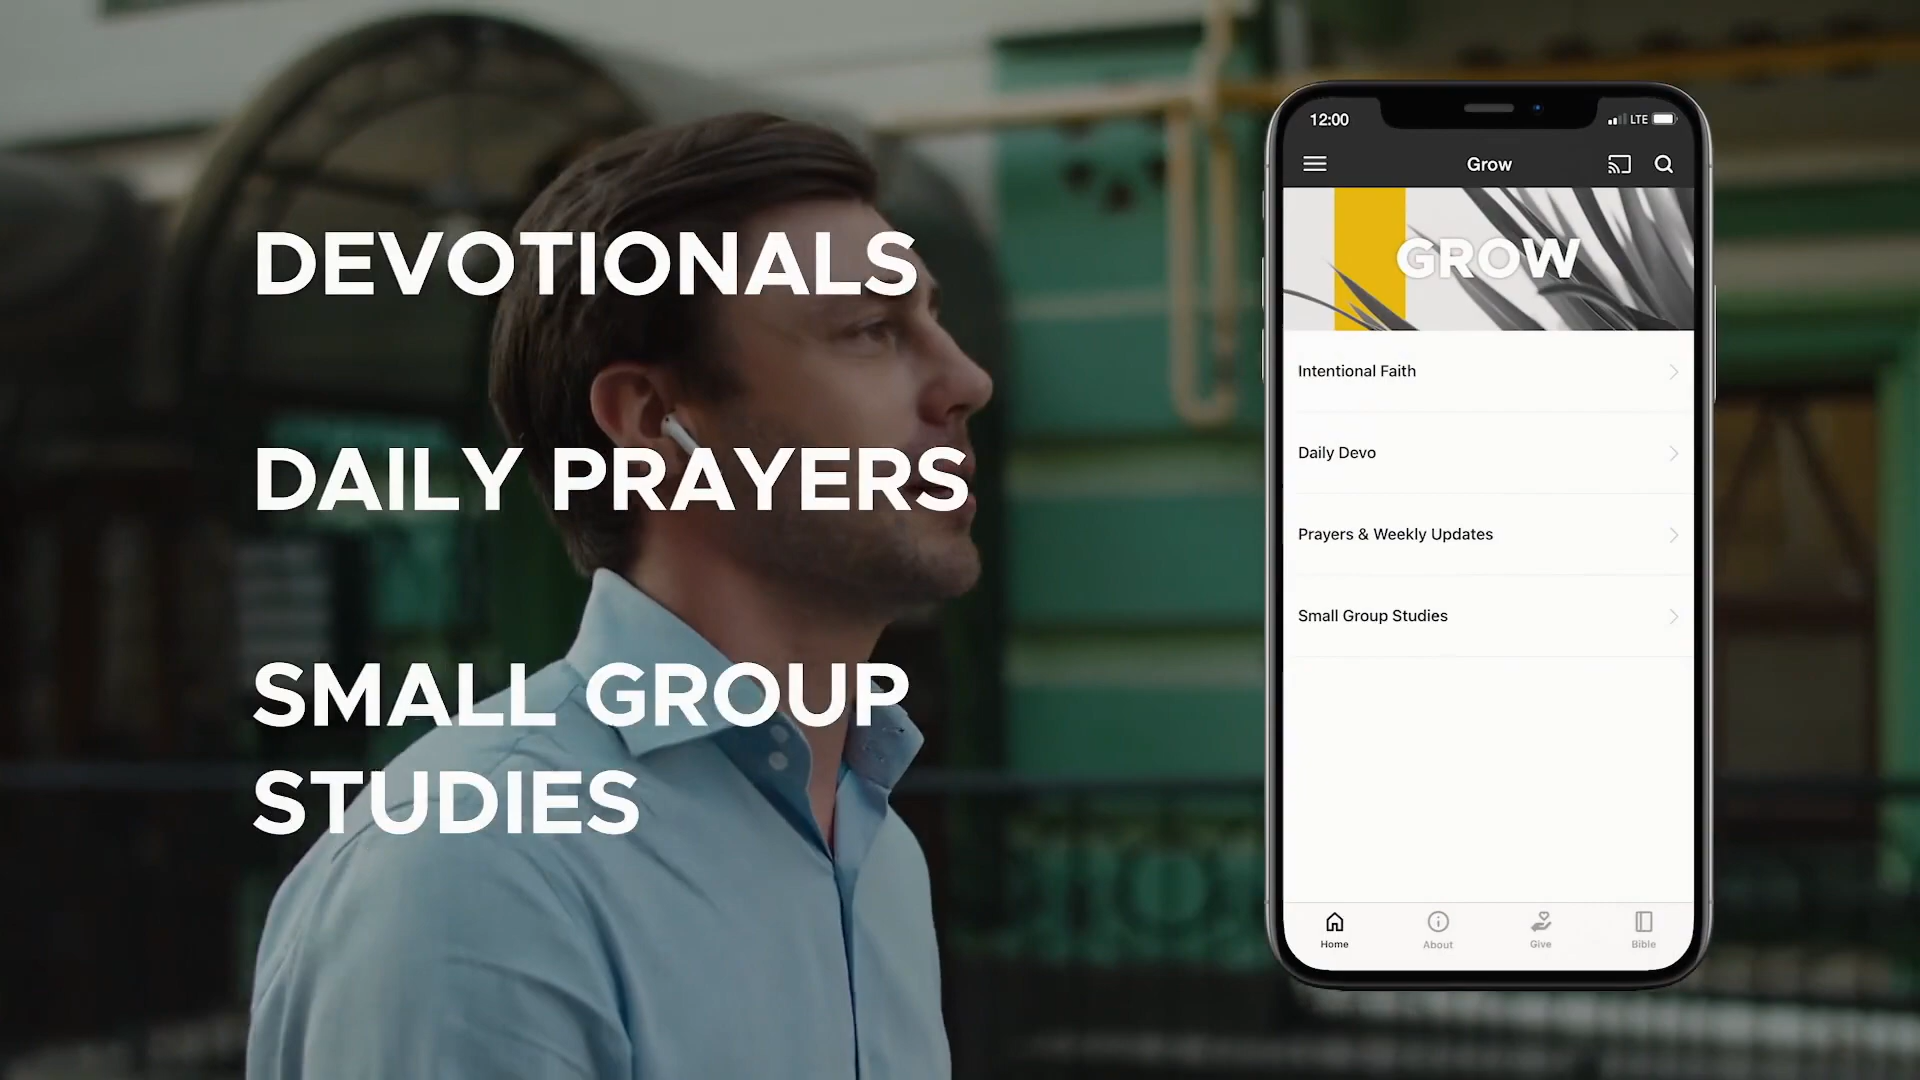 DEVOTIONALS
DAILY PRAYERS
SMALL GROUP
STUDIES
12:00
LTE
Grow
GROW
Intentional Faith
Daily Devo
Prayers & Weekly Updates
Small Group Studies
Home
About
Give
Bible